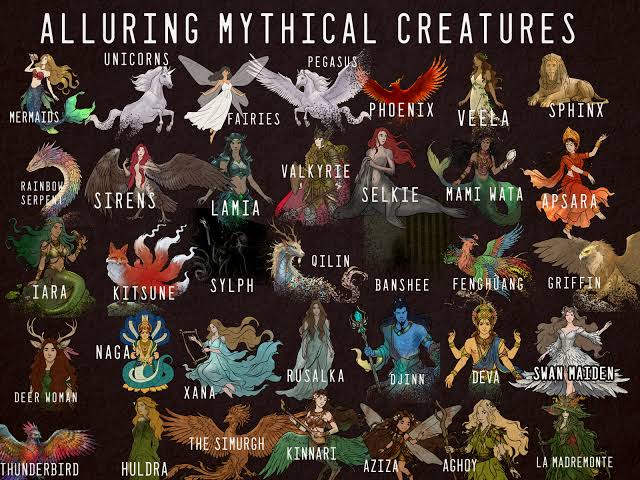 ALLURING MYTHICAL CREATURES
MERMAIDS
UNICORNS
FAIRIES
PEGASUS
PHOENIX
VEELA
SPHINX
RAINBOW
SERPENT
SIRENS
LAMIA
VALKYRIE
SELKIE
MAMI WATA
APSARA
IARA
KITSUNE
SYLPH
QILIN
BANSHEE
FENGHUANG
GRIFFIN
DEER WOMAN
NAGA
XANA
RUSALKA
DJINN
DEVA
SWAN MAIDEN
THUNDERBIRD
HULDRA
THE SIMURGH
KINNARI
AZIZA
AGHOY
LA MADREMONTE